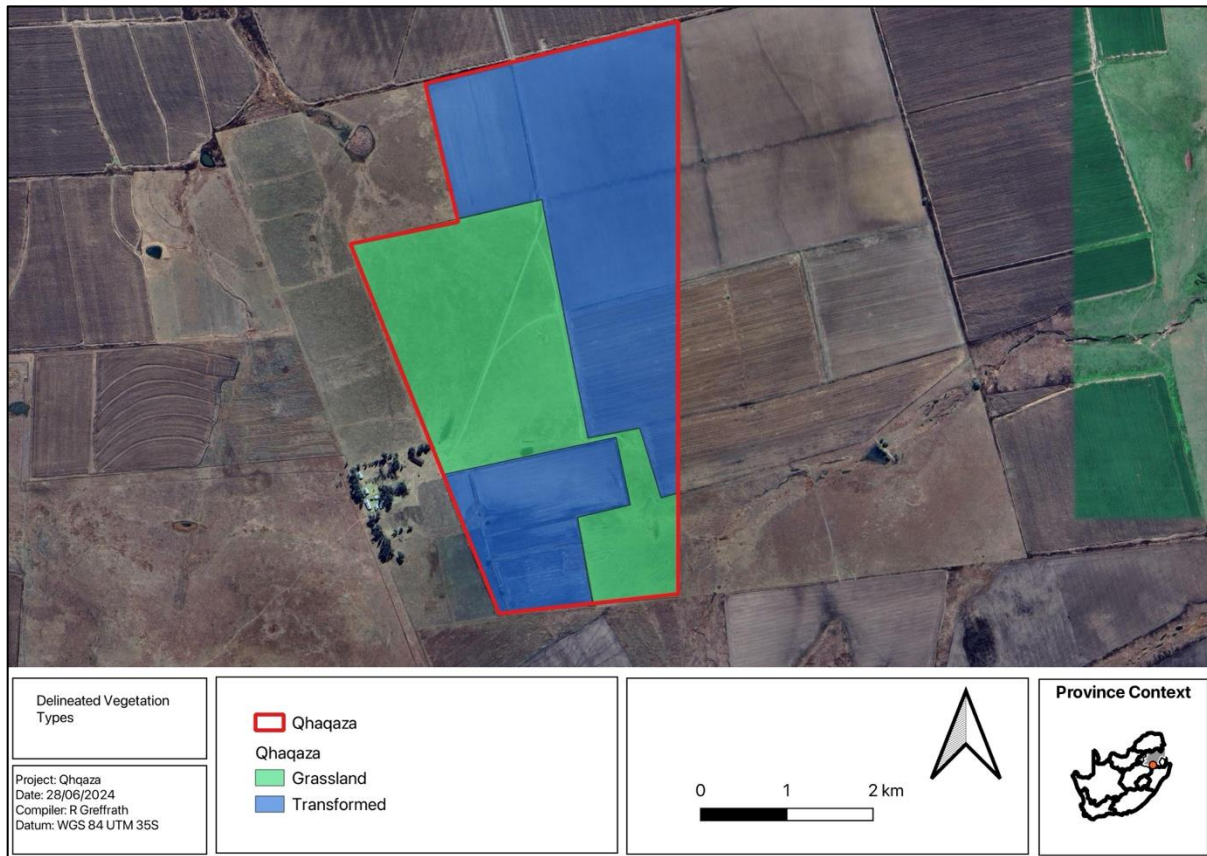 Delineated Vegetation
Types
Project: Qhqaza
Date: 28/06/2024
Compiler: R Greffrath
Datum: WGS 84 UTM 35S
Qhaqaza
Qhaqaza
Grassland
Transformed
0 1 2 km
Province Context